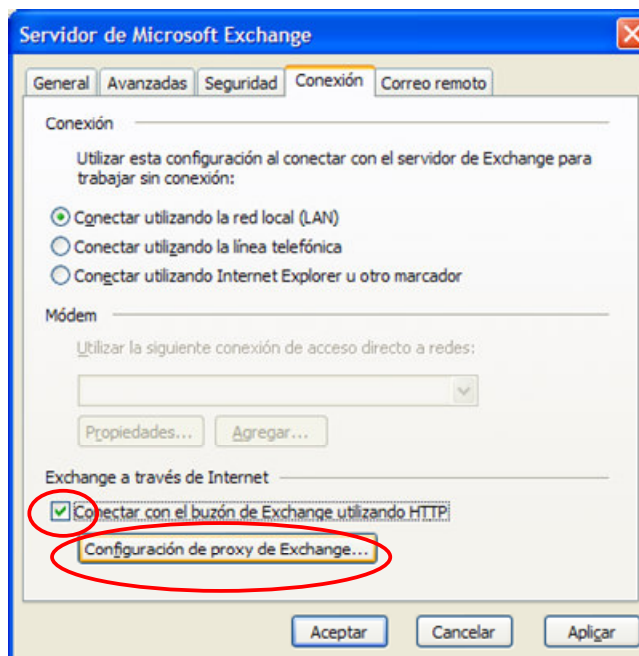 Servidor de Microsoft Exchange
General Avanzadas Seguridad Conexión Correo remoto
Conexión
Utilizar esta configuración al conectar con el servidor de Exchange para
trabajar sin conexión:
Conectar utilizando la red local (LAN)
Conectar utilizando la línea telefónica
Conectar utilizando Internet Explorer u otro marcador
Módem
Utilizar la siguiente conexión de acceso directo a redes:
Propiedades... Agregar...
Exchange a través de Internet
Conectar con el buzón de Exchange utilizando HTTP
Configuración de proxy de Exchange...
Aceptar Cancelar Aplicar